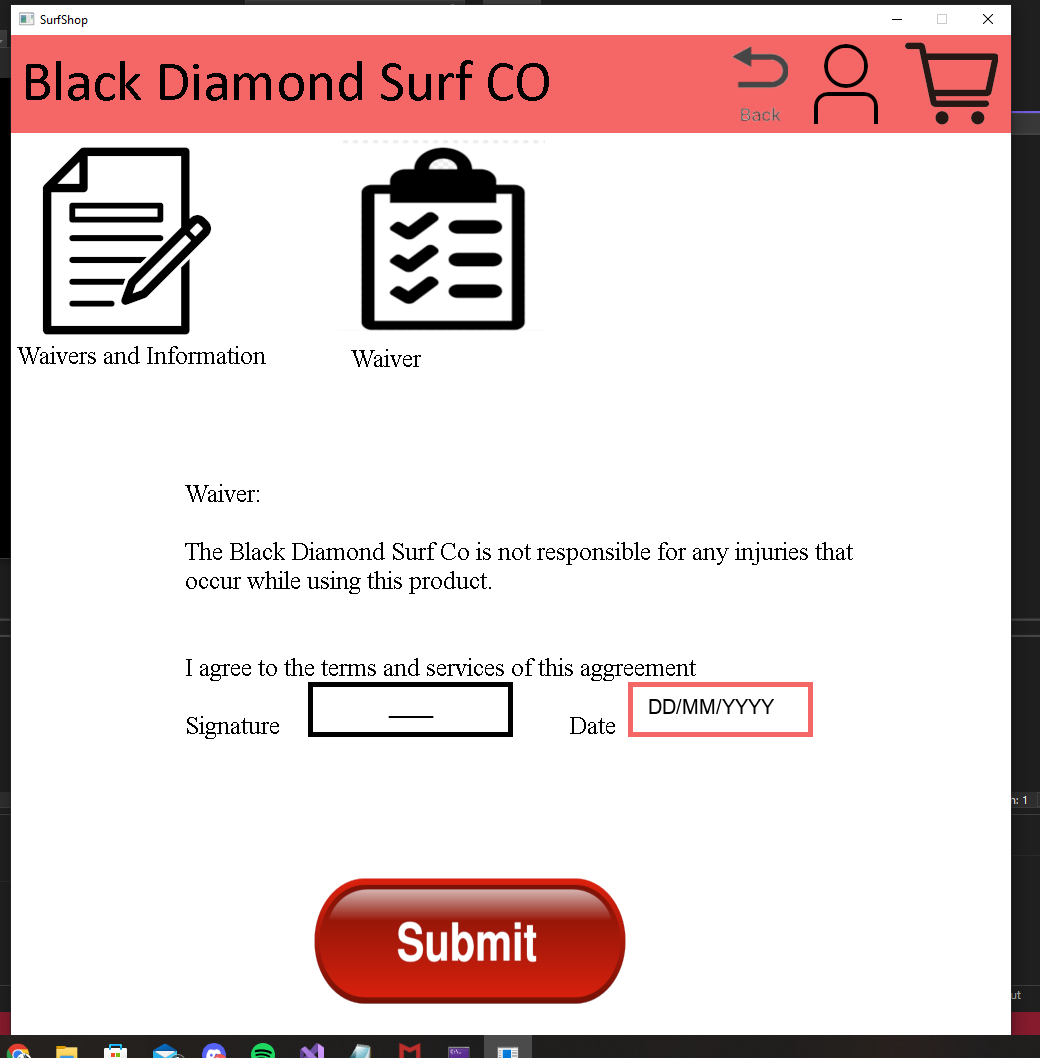 SurfShop
Black Diamond Surf CO
Back
Waivers and Information
Waiver
Waiver:
The Black Diamond Surf Co is not responsible for any injuries that
occur while using this product.
I agree to the terms and services of this aggreement
Signature
Date
DD/MM/YYYY
Submit